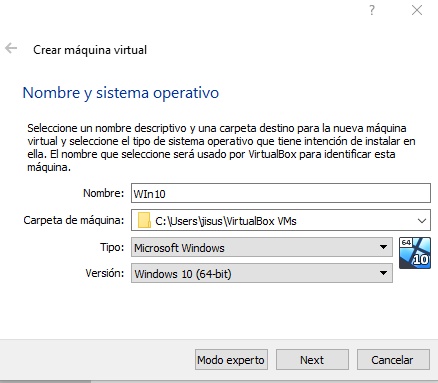 ?
Crear máquina virtual
Nombre y sistema operativo
Seleccione un nombre descriptivo y una carpeta destino para la nueva máquina
virtual y seleccione el tipo de sistema operativo que tiene intención de instalar en
ella. El nombre que seleccione será usado por VirtualBox para identificar esta
máquina.
Nombre: WIn10
Carpeta de máquina: C:\Users\jisus\VirtualBox VMs
Tipo: Microsoft Windows
64
Versión: Windows 10 (64-bit)
10
Modo experto Next Cancelar